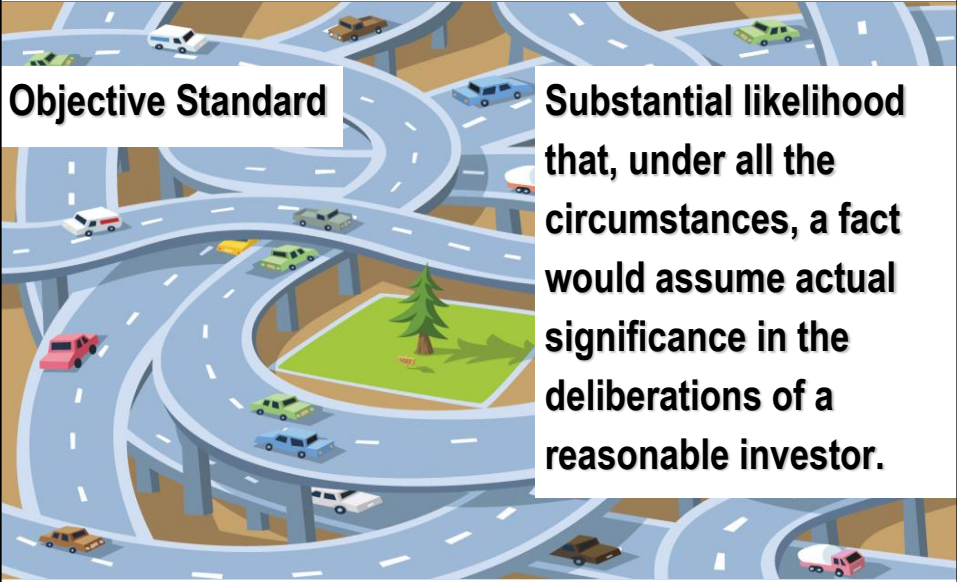 Objective Standard
Substantial likelihood
that, under all the
circumstances, a fact
would assume actual
significance in the
deliberations of a
reasonable investor.